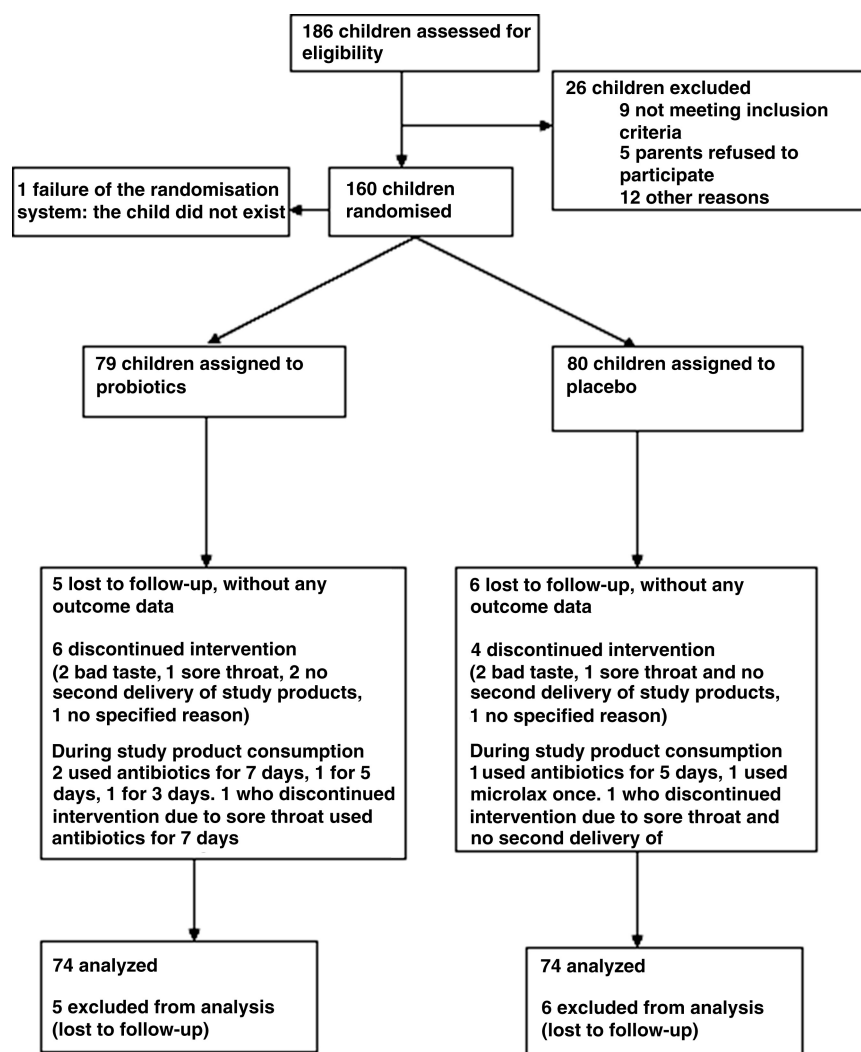 186 children assessed for
eligibility
26 children excluded
9 not meeting inclusion
criteria
5 parents refused to
participate
12 other reasons
1 failure of the randomisation
system: the child did not exist
160 children
randomised
79 children assigned to
probiotics
80 children assigned to
placebo
5 lost to follow-up, without any
outcome data
6 discontinued intervention
(2 bad taste, 1 sore throat, 2 no
second delivery of study products,
1 no specified reason)
During study product consumption
2 used antibiotics for 7 days, 1 for 5
days, 1 for 3 days. 1 who discontinued
intervention due to sore throat used
antibiotics for 7 days
6 lost to follow-up, without any
outcome data
4 discontinued intervention
(2 bad taste, 1 sore throat and no
second delivery of study products,
1 no specified reason)
During study product consumption
1 used antibiotics for 5 days, 1 used
microlax once. 1 who discontinued
intervention due to sore throat and
no second delivery of
74 analyzed
5 excluded from analysis
(lost to follow-up)
74 analyzed
6 excluded from analysis
(lost to follow-up)